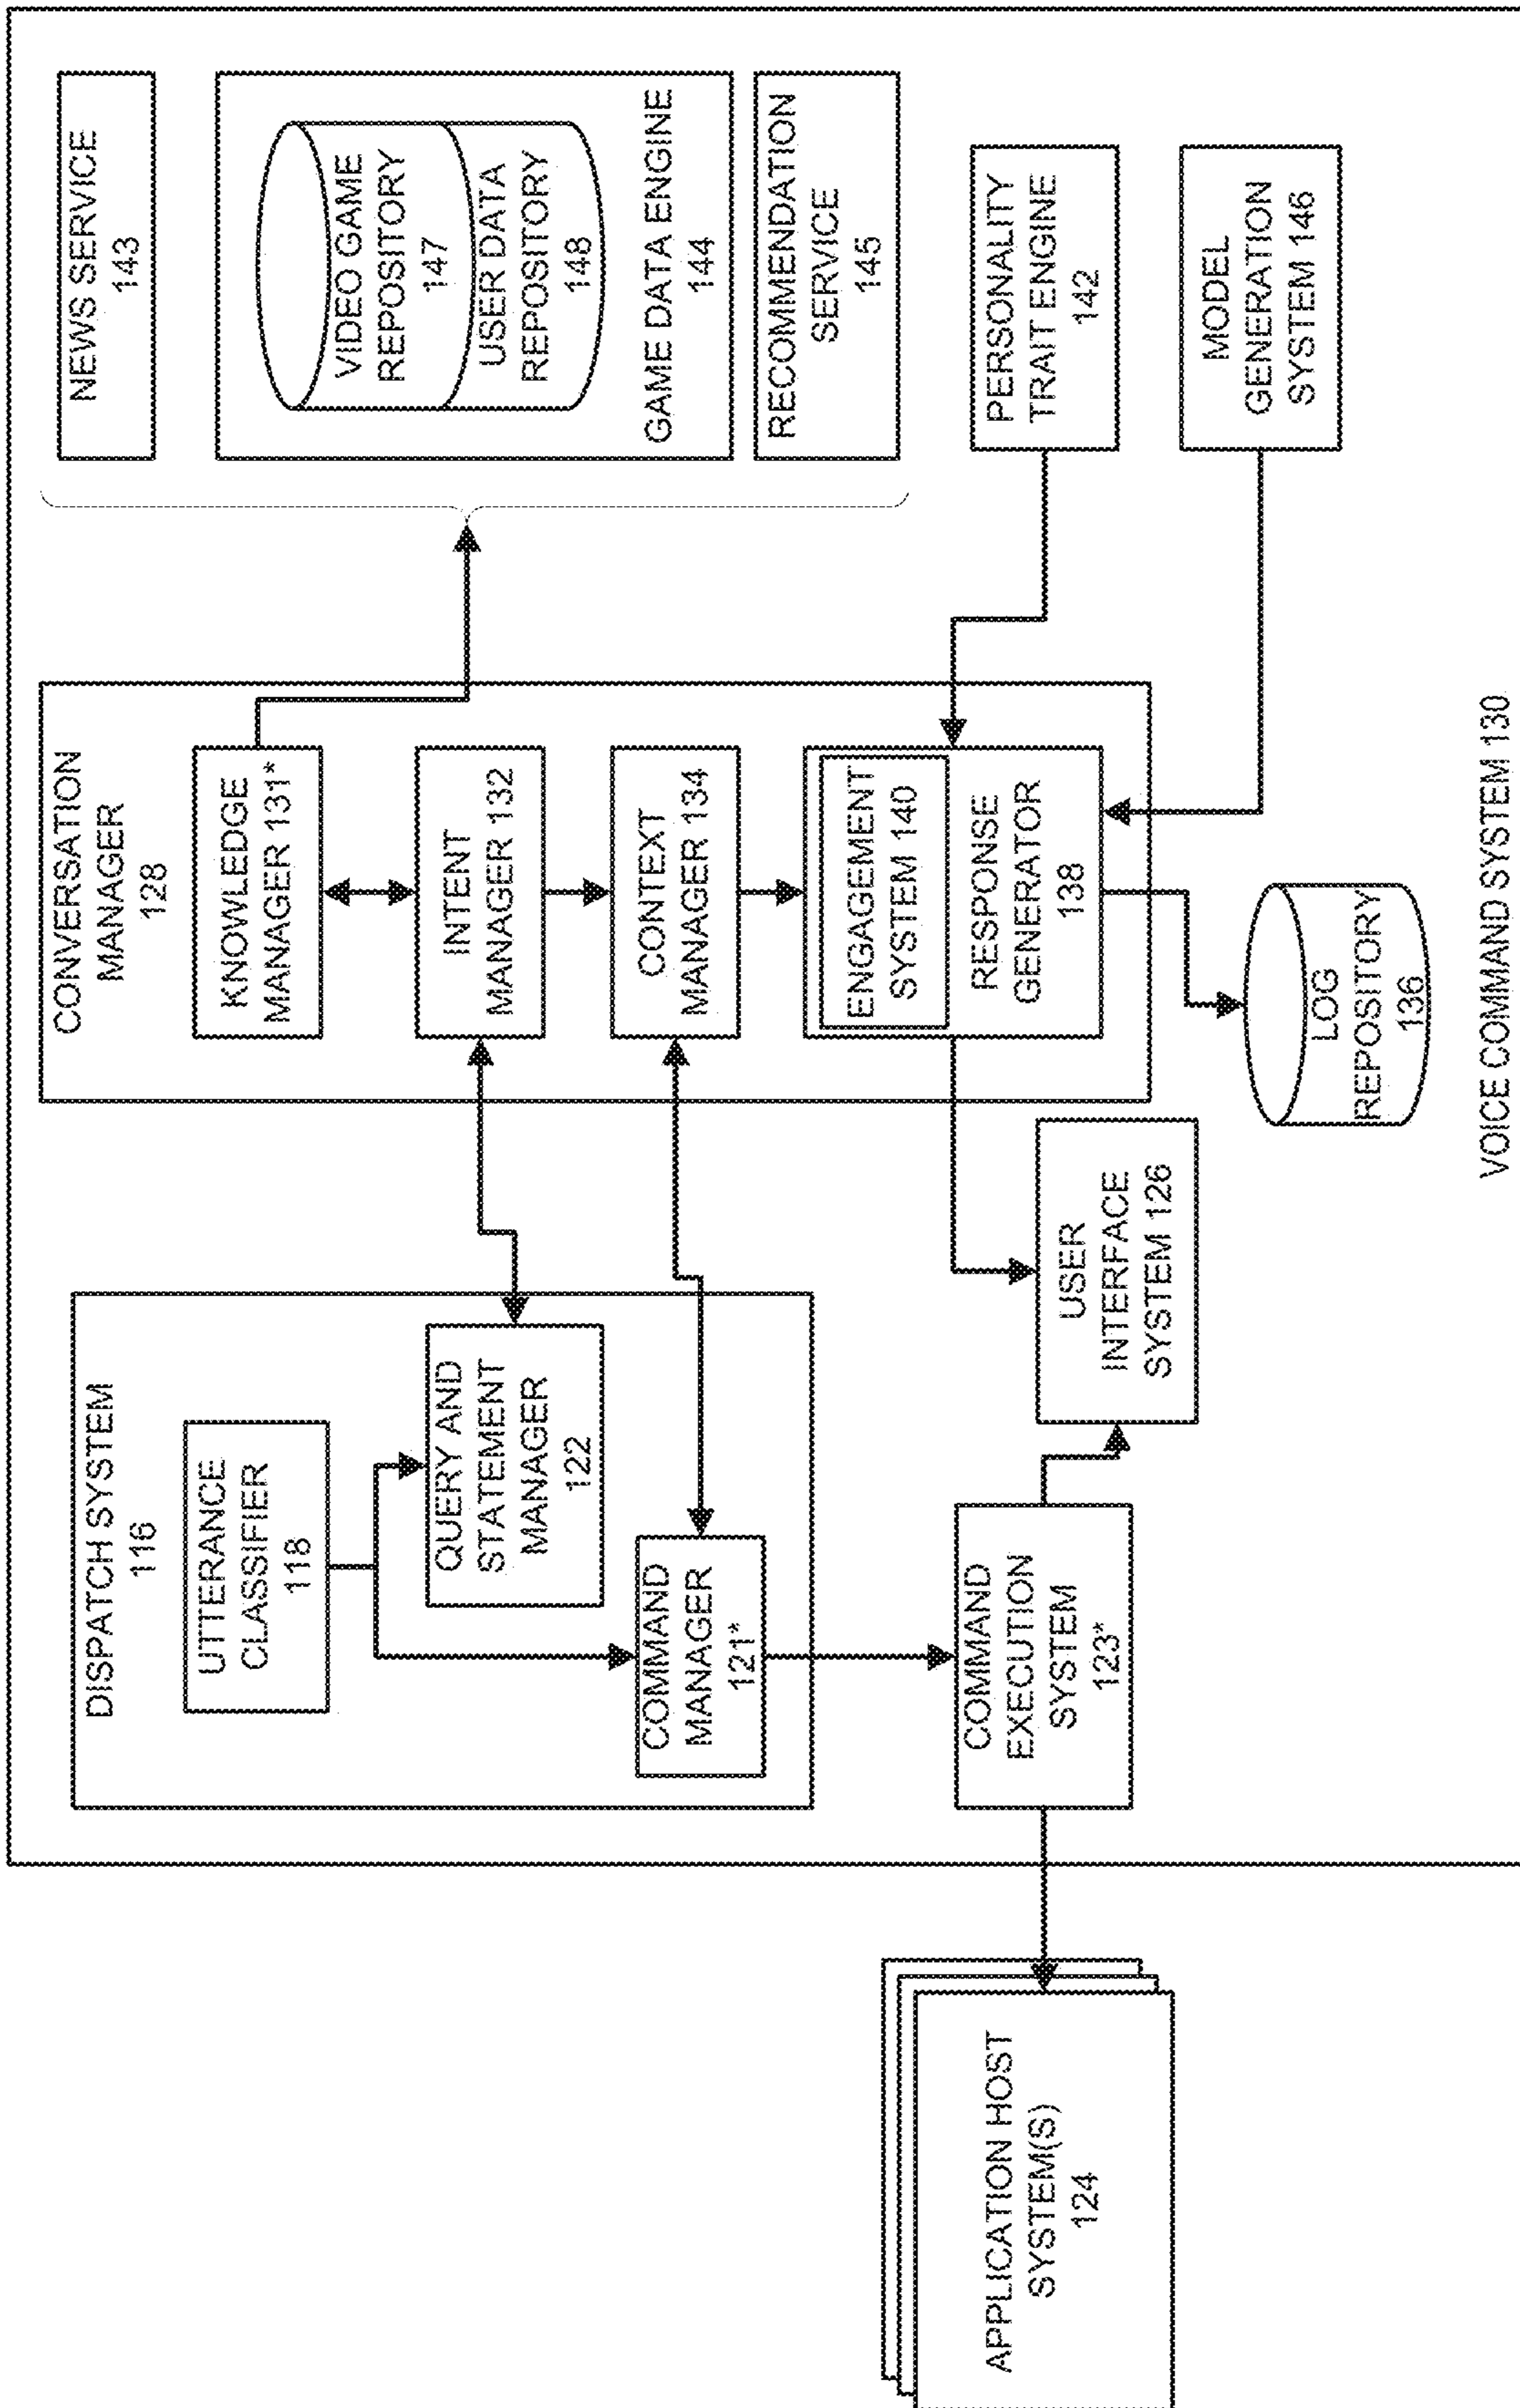 DISPATCH SYSTEM
116
UTTERANCE
CLASSIFIER
118
QUERY AND
STATEMENT
MANAGER
122
COMMAND
MANAGER
121*
COMMAND
EXECUTION
SYSTEM
123*
APPLICATION HOST
SYSTEM(S)
124
USER
INTERFACE
SYSTEM 126
CONVERSATION
MANAGER
128
KNOWLEDGE
MANAGER 131*
INTENT
MANAGER 132
CONTEXT
MANAGER 134
ENGAGEMENT
SYSTEM 140
RESPONSE
GENERATOR
138
LOG
REPOSITORY
136
NEWS SERVICE
143
VIDEO GAME
REPOSITORY
147
USER DATA
REPOSITORY
148
GAME DATA ENGINE
144
RECOMMENDATION
SERVICE
145
PERSONALITY
TRAIT ENGINE
142
MODEL
GENERATION
SYSTEM 146
VOICE COMMAND SYSTEM 130